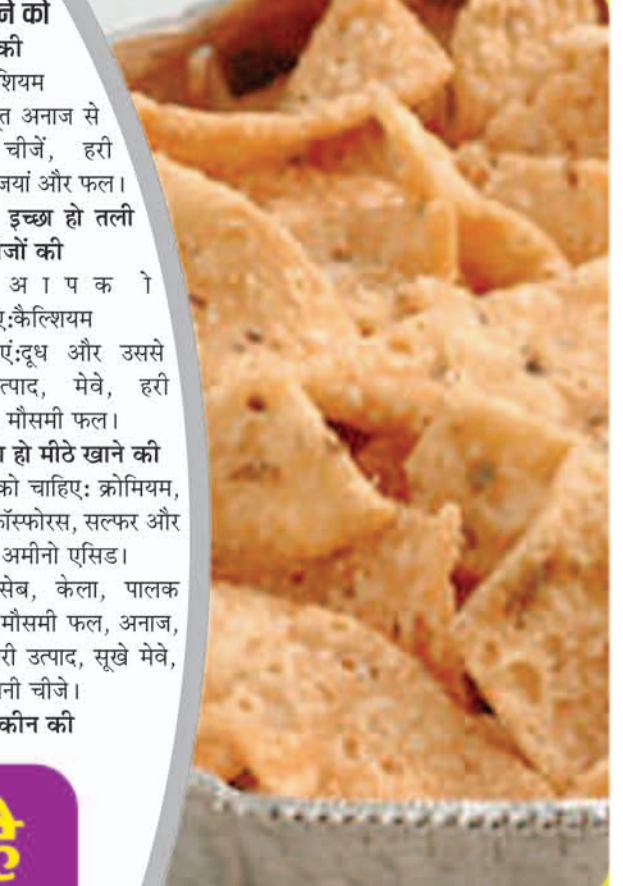 ने को
की
शियम
त अनाज से
चीजें, हरी
जयां और फल।
इच्छा हो तली
जों की
आपको
ए:कैल्शियम
एं:दूध और उससे
त्पाद, मेवे, हरी
मौसमी फल।
हो मीठे खाने की
को चाहिए: क्रोमियम,
फॉस्फोरस, सल्फर और
अमीनो एसिड।
सेब, केला, पालक
मौसमी फल, अनाज,
री उत्पाद, सूखे मेवे,
नी चीजे।
कीन की
है